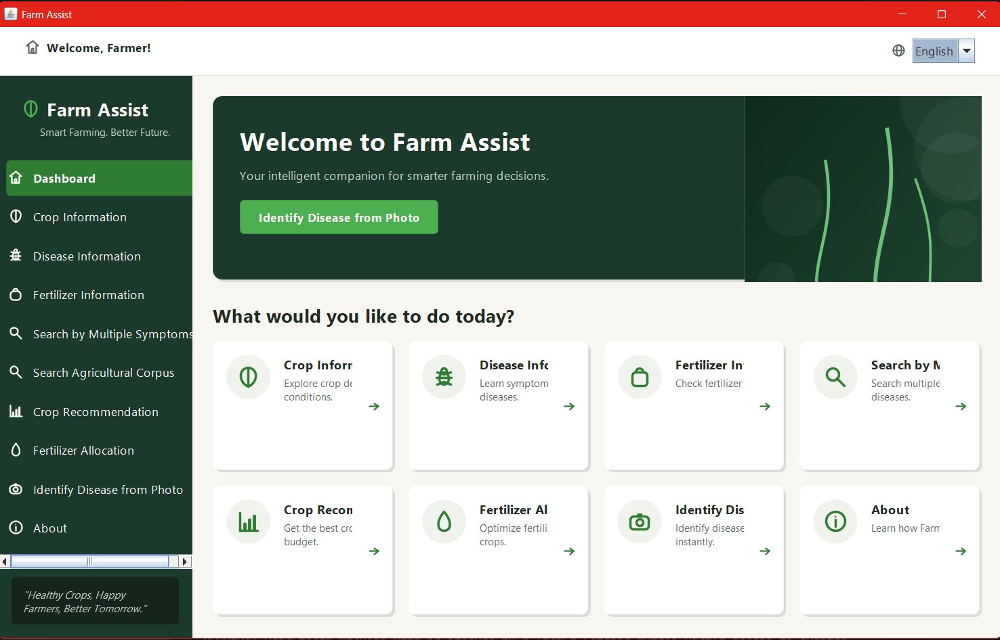 Farm Assist
Welcome, Farmer!
English
Farm Assist
Smart Farming. Better Future.
Dashboard
Crop Information
Disease Information
Fertilizer Information
Search by Multiple Symptoms
Search Agricultural Corpus
Crop Recommendation
Fertilizer Allocation
Identify Disease from Photo
About
"Healthy Crops, Happy
Farmers, Better Tomorrow."
Welcome to Farm Assist
Your intelligent companion for smarter farming decisions.
Identify Disease from Photo
What would you like to do today?
Crop Inforn
Explore crop de
conditions.
Disease Info
Learn symptom
diseases.
Fertilizer In
Check fertilizer
Search by M
Search multiple
diseases.
Crop Recon
Get the best cro
budget.
Fertilizer Al
Optimize fertili
crops.
Identify Dis
Identify disease
instantly.
About
Learn how Farm